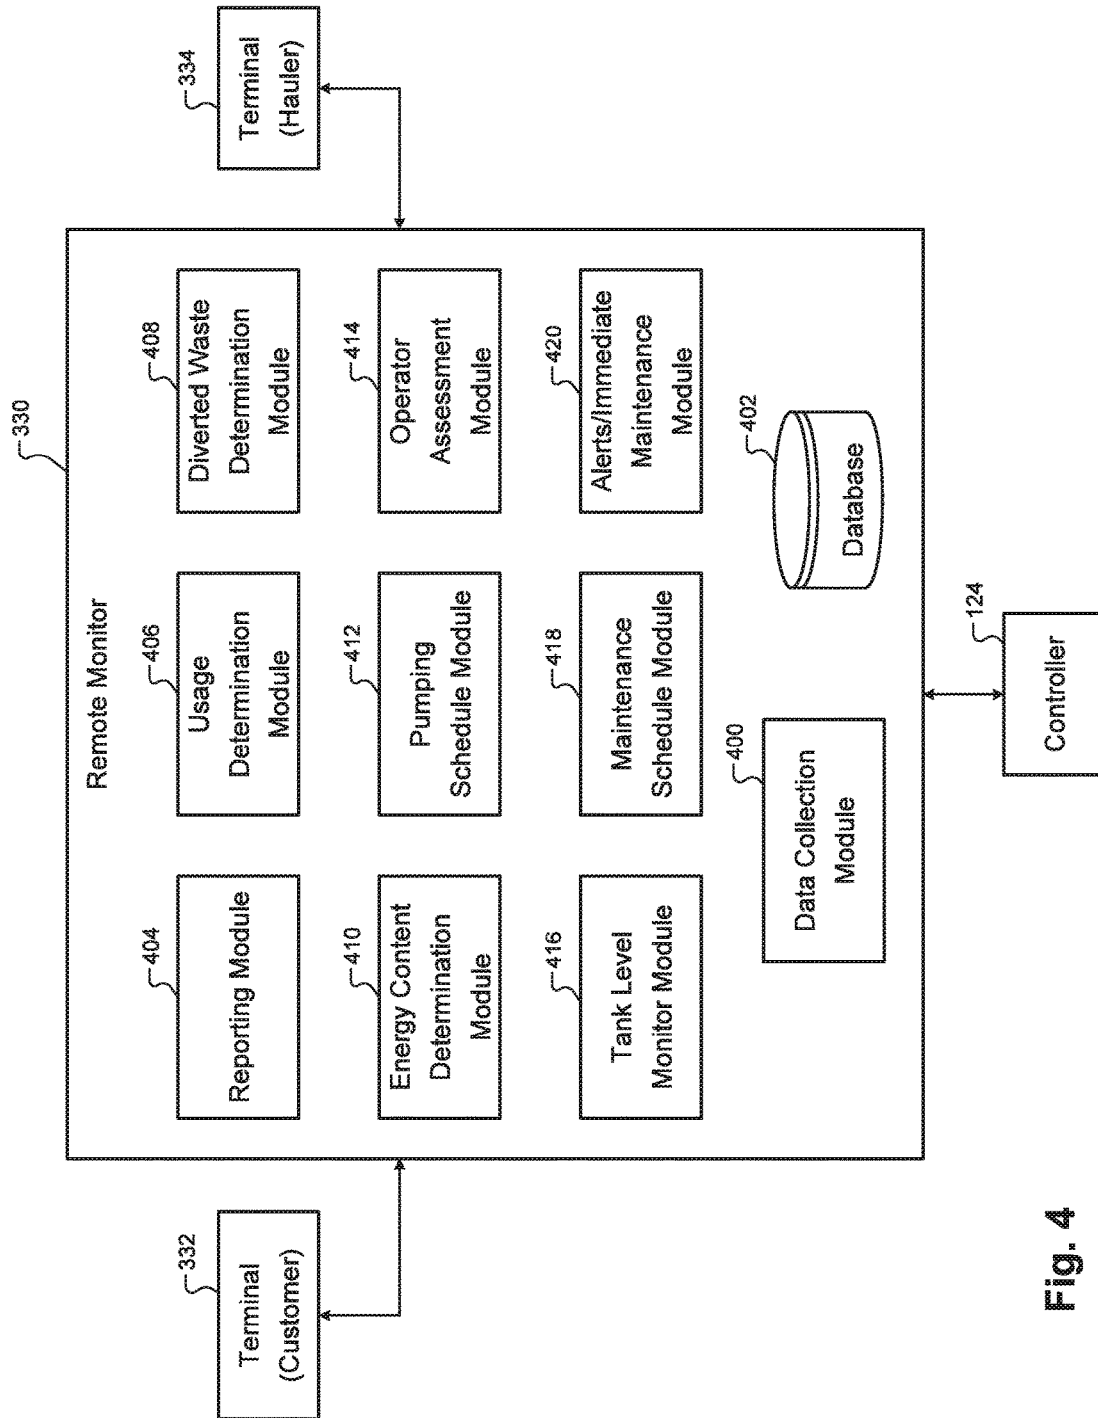 330
Remote Monitor
404
Reporting Module
406
Usage
Determination
Module
408
Diverted Waste
Determination
Module
410
Energy Content
Determination
Module
412
Pumping
Schedule Module
414
Operator
Assessment
Module
416
Tank Level
Monitor Module
418
Maintenance
Schedule Module
420
Alerts/Immediate
Maintenance
Module
400
Data Collection
Module
402
Database
332
Terminal
(Customer)
334
Terminal
(Hauler)
124
Controller
Fig. 4